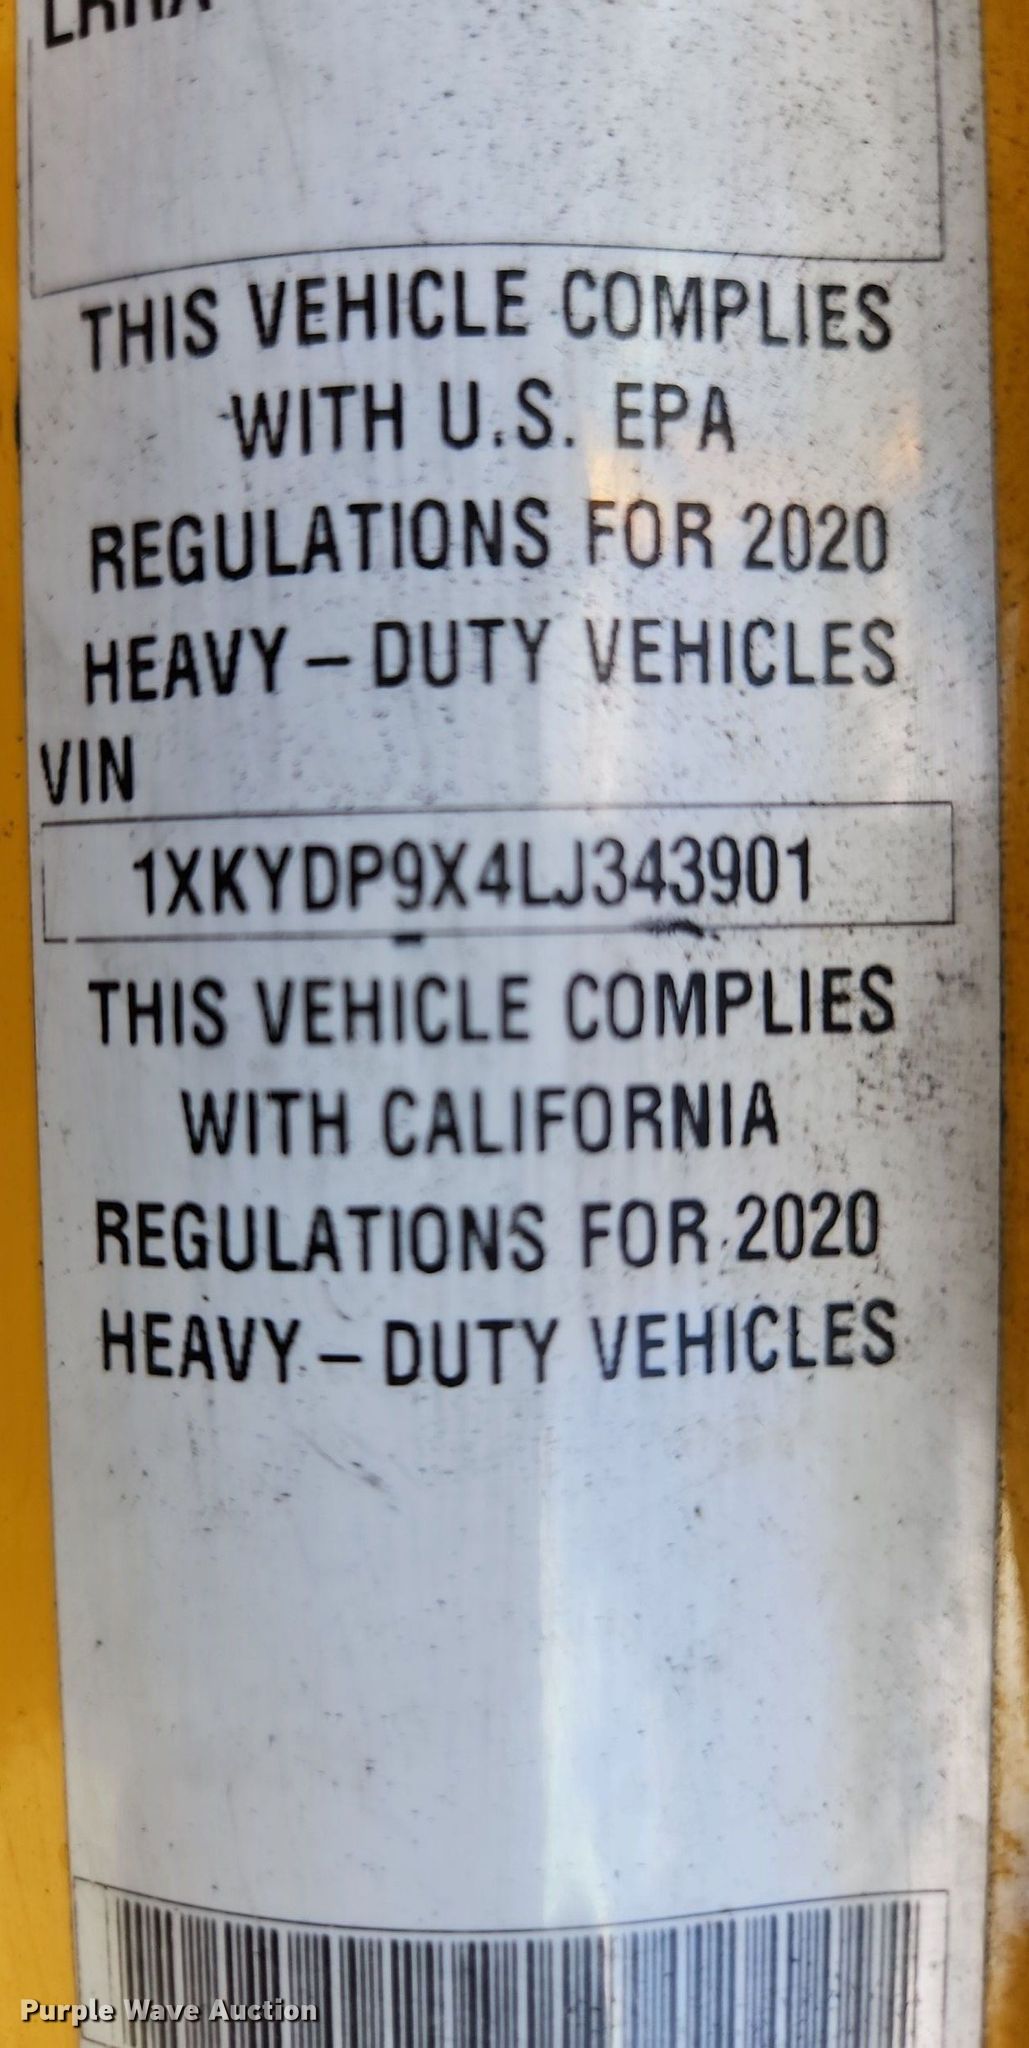 THIS VEHICLE COMPLIES
WITH U.S. EPA
REGULATIONS FOR 2020
HEAVY – DUTY VEHICLES
VIN
1XKYDP9X4LJ343901
THIS VEHICLE COMPLIES
WITH CALIFORNIA
REGULATIONS FOR 2020
HEAVY – DUTY VEHICLES
Purple Wave Auction